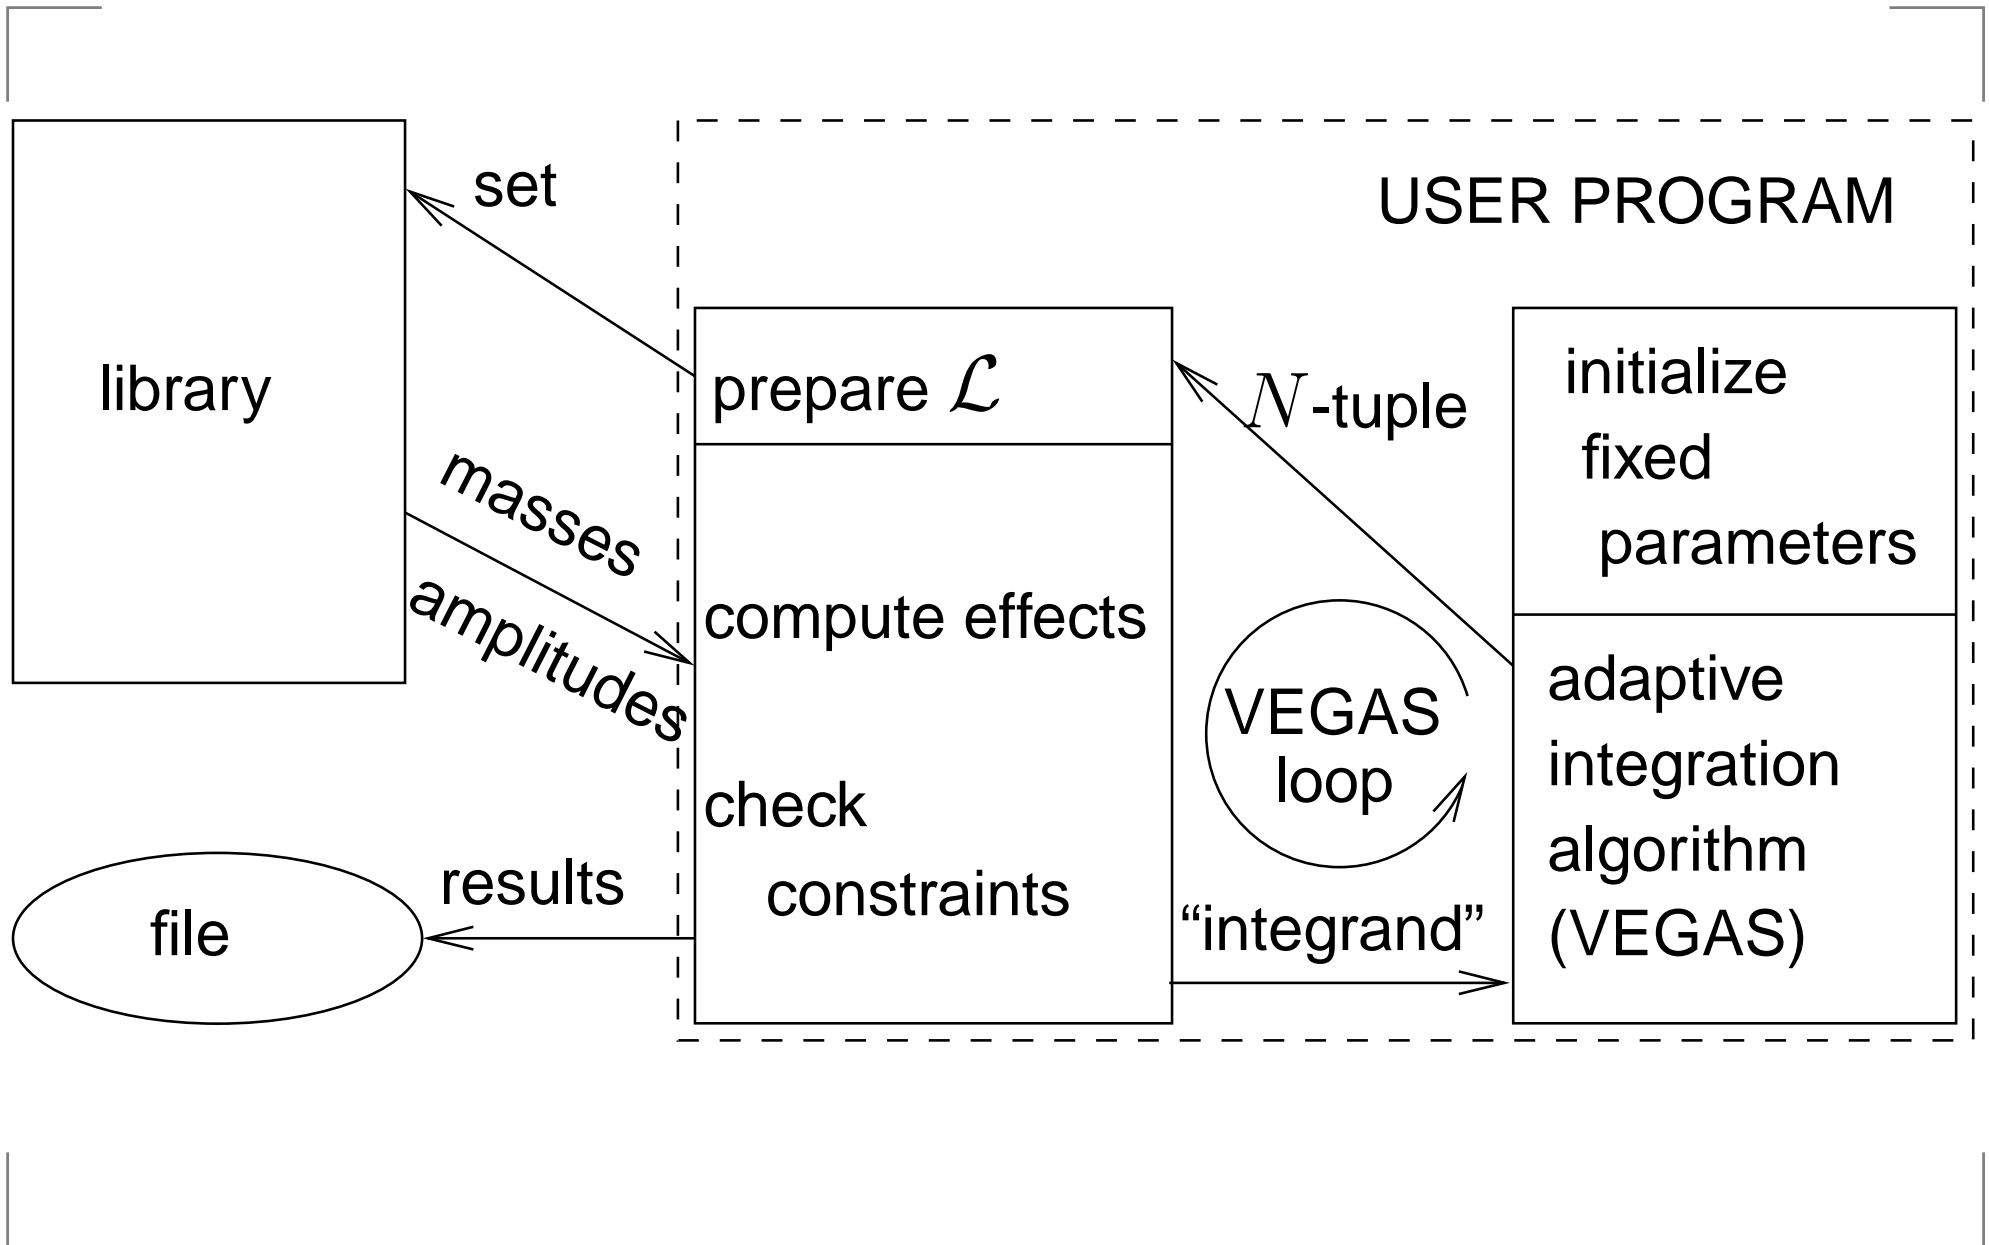 set
USER PROGRAM
library
prepare ℒ
N-tuple
initialize
fixed
parameters
masses
amplitudes
compute effects
check
constraints
VEGAS
loop
adaptive
integration
algorithm
(VEGAS)
results
file
“integrand”